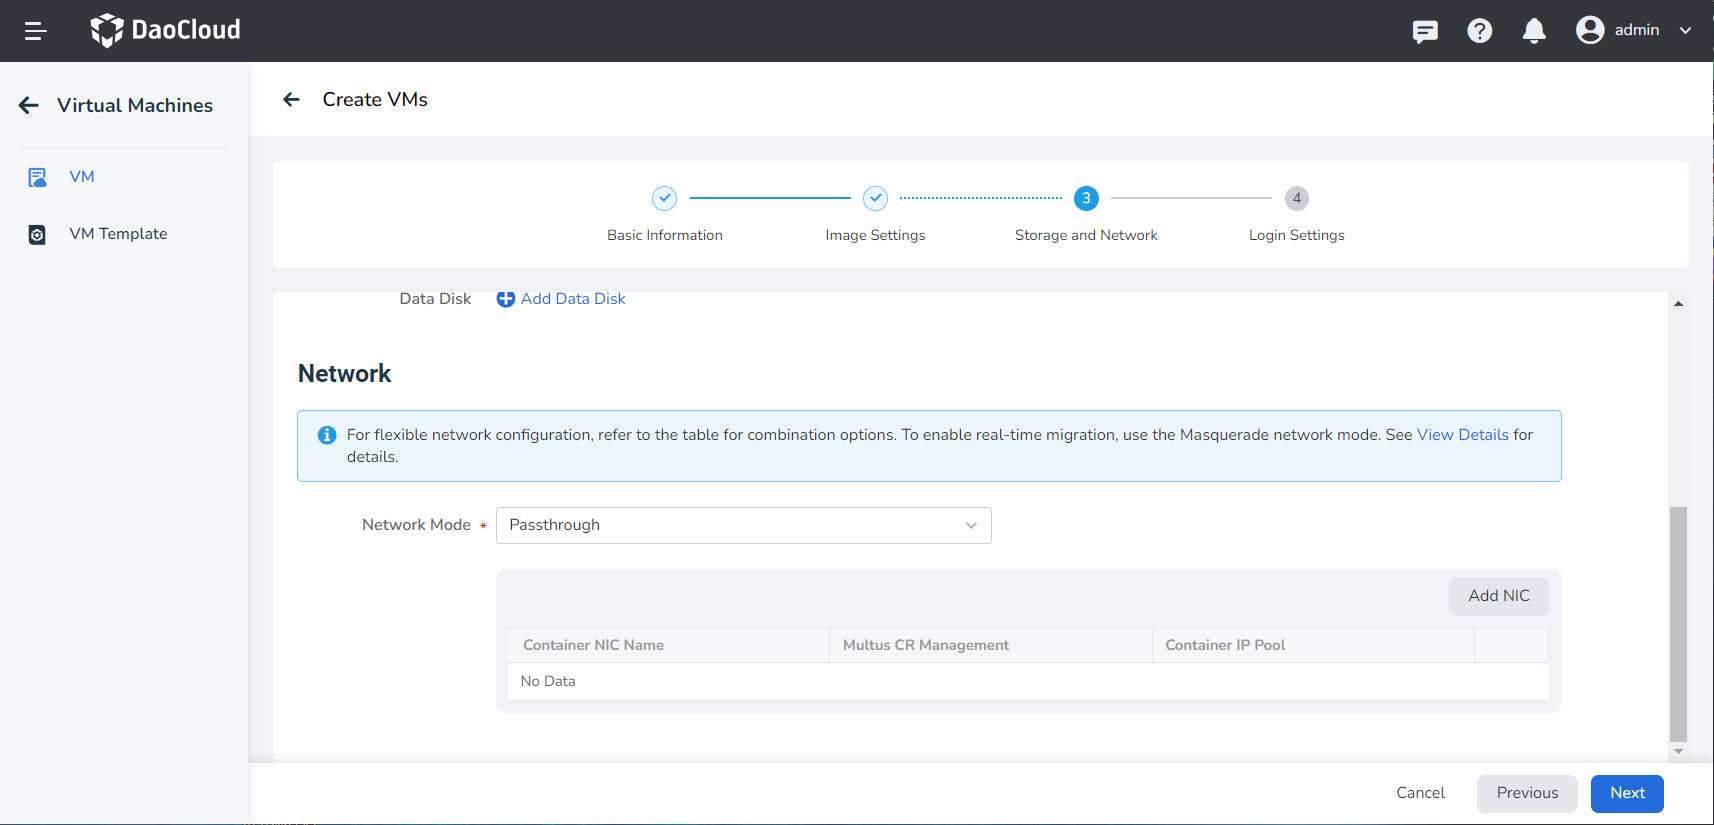 DaoCloud
admin
Virtual Machines
Create VMs
VM
VM Template
3
4
Basic Information
Image Settings
Storage and Network
Login Settings
Data Disk
Add Data Disk
Network
For flexible network configuration, refer to the table for combination options. To enable real-time migration, use the Masquerade network mode. See View Details for
details.
Network Mode *
Passthrough
Add NIC
Container NIC Name
Multus CR Management
Container IP Pool
No Data
Cancel
Previous
Next